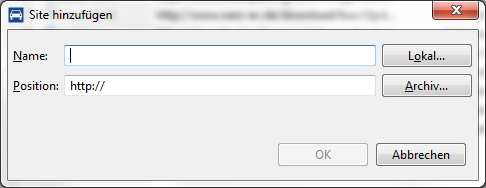 Site hinzufügen
Name:
Lokal...
Position: http://
Archiv...
OK
Abbrechen